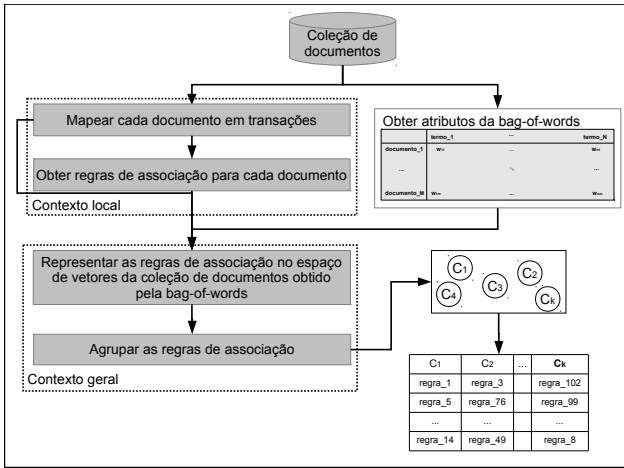 Coleção de
documentos
Mapear cada documento em transações
Obter regras de associação para cada documento
Contexto local
Obter atributos da bag-of-words
termo_1 ... termo_N
documento_1 ...
... ...
documento_M ...
Representar as regras de associação no espaço
de vetores da coleção de documentos obtido
pela bag-of-words
Agrupar as regras de associação
Contexto geral
C1 C2
C4 C3 Ck
C1 C2 ... Ck
regra_1 regra_3 regra_102
regra_5 regra_76 regra_99
... ... ...
regra_14 regra_49 regra_8